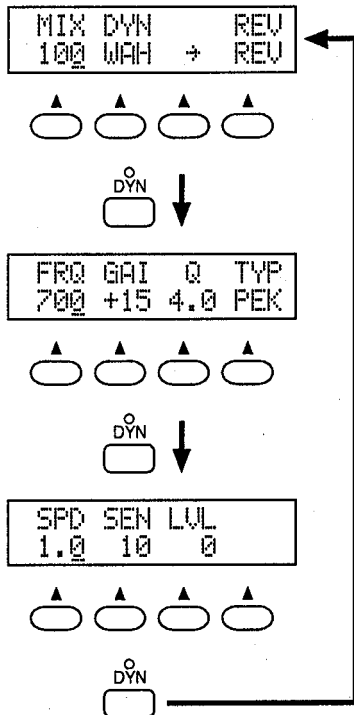 MIX DYN REV
100 WAH → REV
DYN
FRQ GAI Q TYP
700 +15 4.0 PEK
DYN
SPD SEN LVL
1.0 10 0
DYN